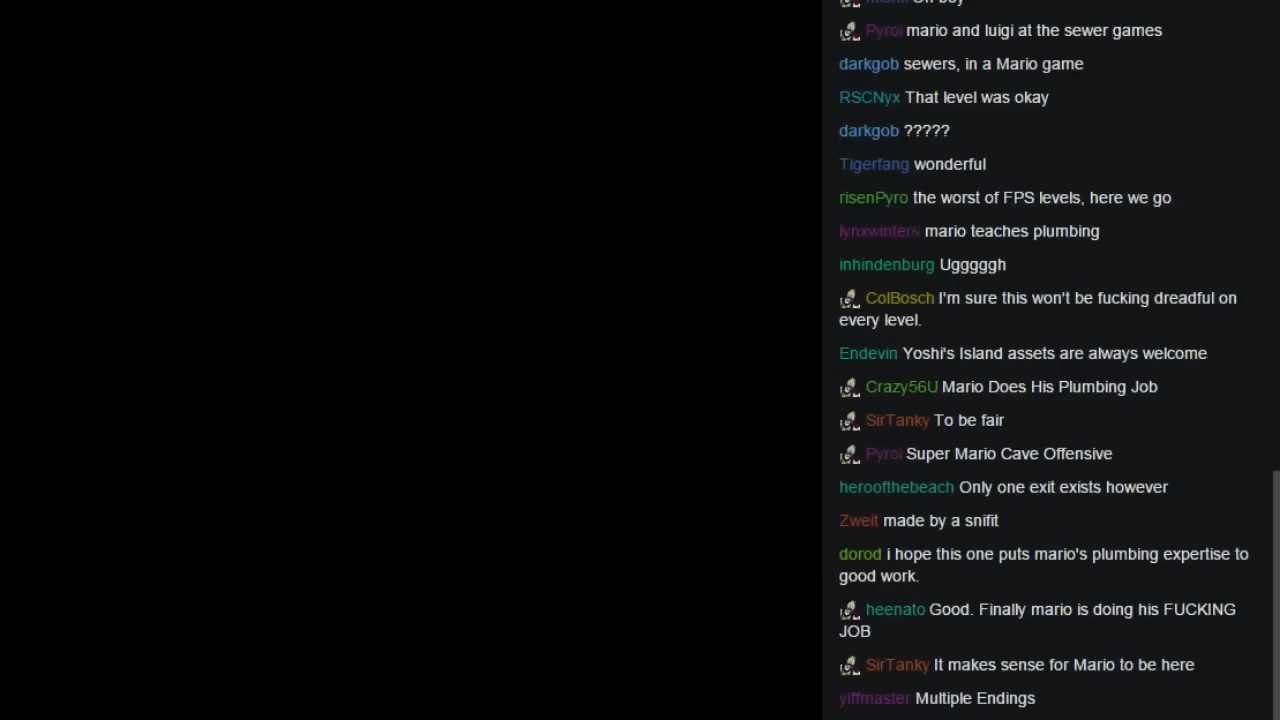 Pyroi mario and luigi at the sewer games
darkgob sewers, in a Mario game
RSCNyx That level was okay
darkgob ?????
Tigerfang wonderful
risenPyro the worst of FPS levels, here we go
lynxwinters mario teaches plumbing
inhindenburg Ugggggh
ColBosch I'm sure this won't be fucking dreadful on
every level.
Endevin Yoshi's Island assets are always welcome
Crazy56U Mario Does His Plumbing Job
SirTanky To be fair
Pyroi Super Mario Cave Offensive
heroofthebeach Only one exit exists however
Zweit made by a snifit
dorod i hope this one puts mario's plumbing expertise to
good work.
heenato Good. Finally mario is doing his FUCKING
JOB
SirTanky It makes sense for Mario to be here
yiffmaster Multiple Endings